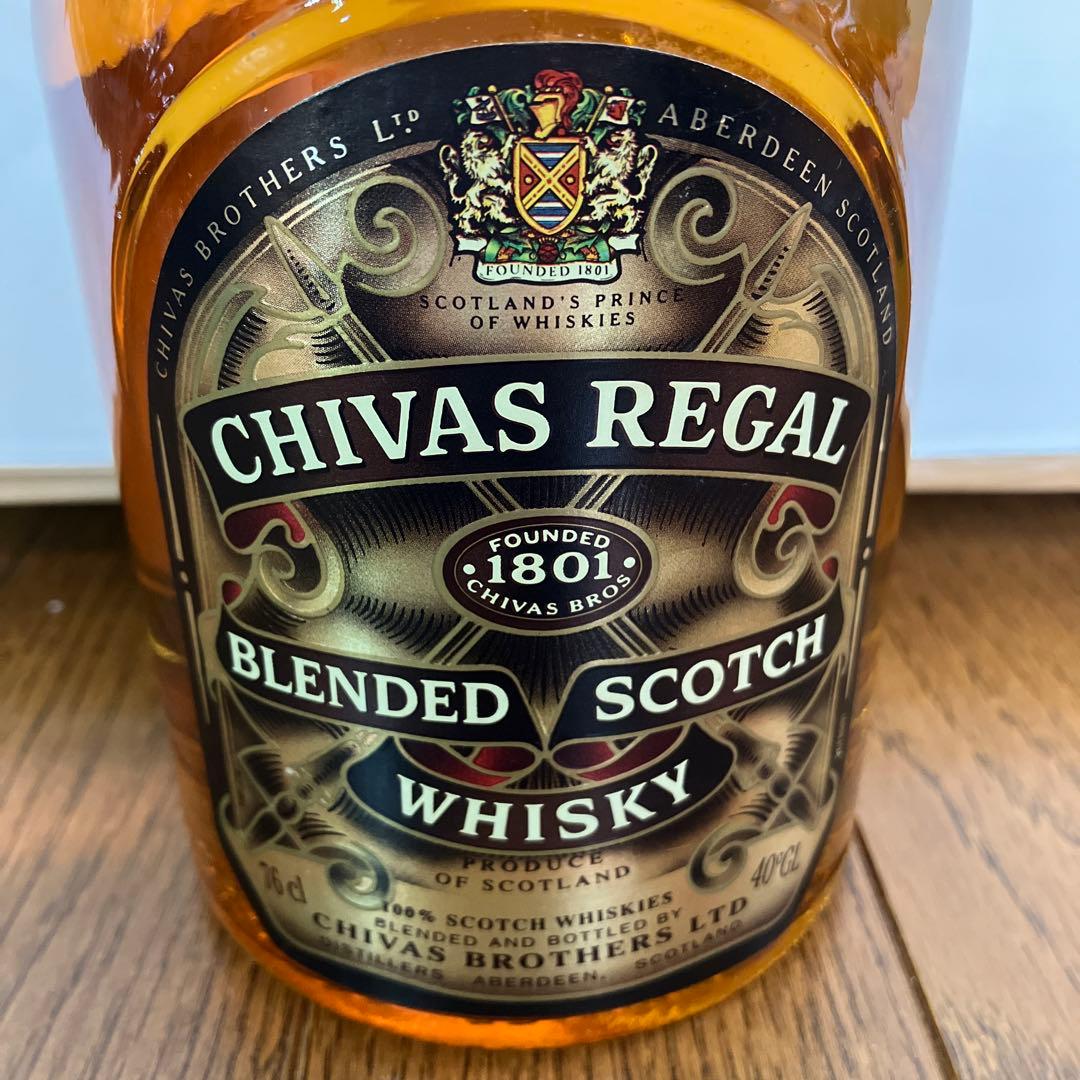 CHIVAS BROTHERS LTD ABERDEEN SCOTLAND
FOUNDED 1801
SCOTLAND'S PRINCE
OF WHISKIES
CHIVAS REGAL
FOUNDED
1801
CHIVAS BROS
BLENDED SCOTCH
WHISKY
PRODUCE
OF SCOTLAND
76 cl
40°GL
100% SCOTCH WHISKIES
BLENDED AND BOTTLED BY
CHIVAS BROTHERS LTD
DISTILLERS ABERDEEN, SCOTLAND